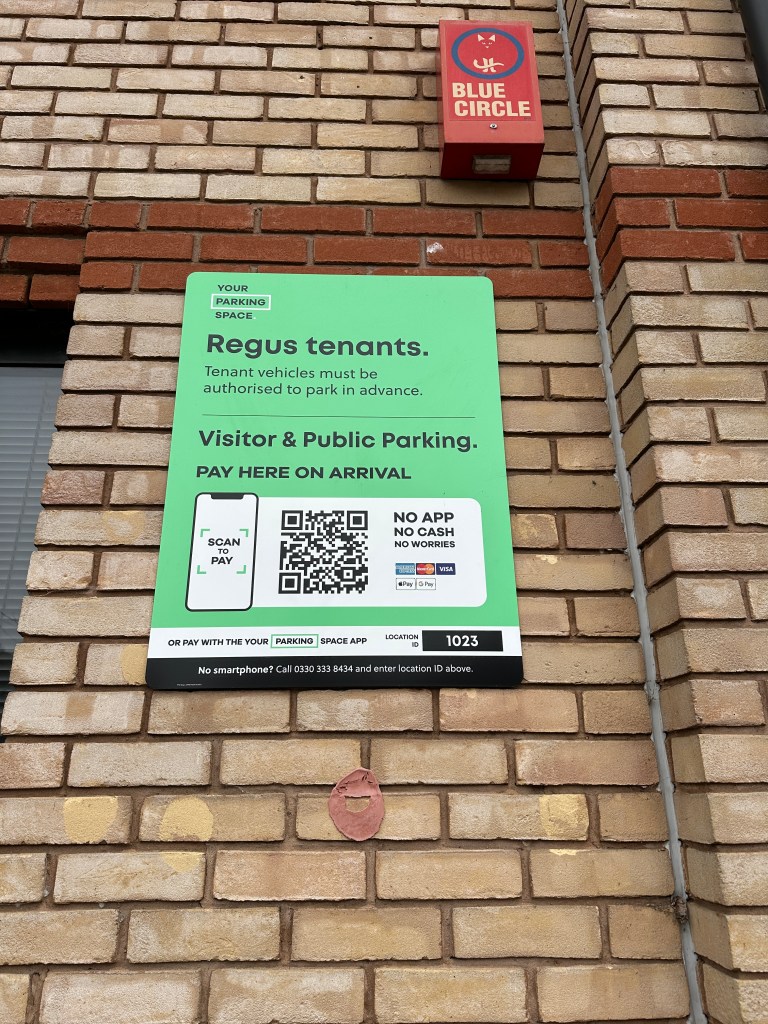 BLUE
CIRCLE
YOUR
PARKING
SPACE
Regus tenants.
Tenant vehicles must be
authorised to park in advance.
Visitor & Public Parking.
PAY HERE ON ARRIVAL
SCAN
TO
PAY
NO APP
NO CASH
NO WORRIES
VISA
Pay
G Pay
OR PAY WITH THE YOUR PARKING SPACE APP
LOCATION
ID
1023
No smartphone? Call 0330 333 8434 and enter location ID above.